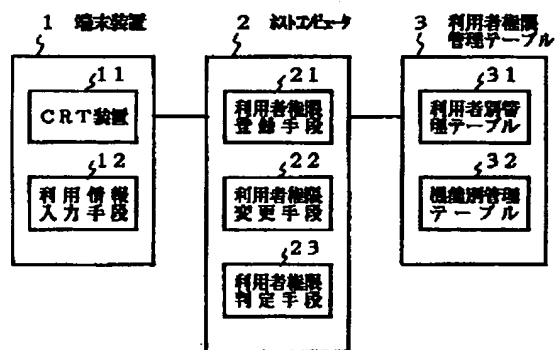 1 端末装置
11
CRT装置
12
利用情報
入力手段
2 ホストコンピュータ
21
利用者権限
登録手段
22
利用者権限
変更手段
23
利用者権限
判定手段
3 利用者権限
管理テーブル
31
利用者別管
理テーブル
32
機能別管理
テーブル